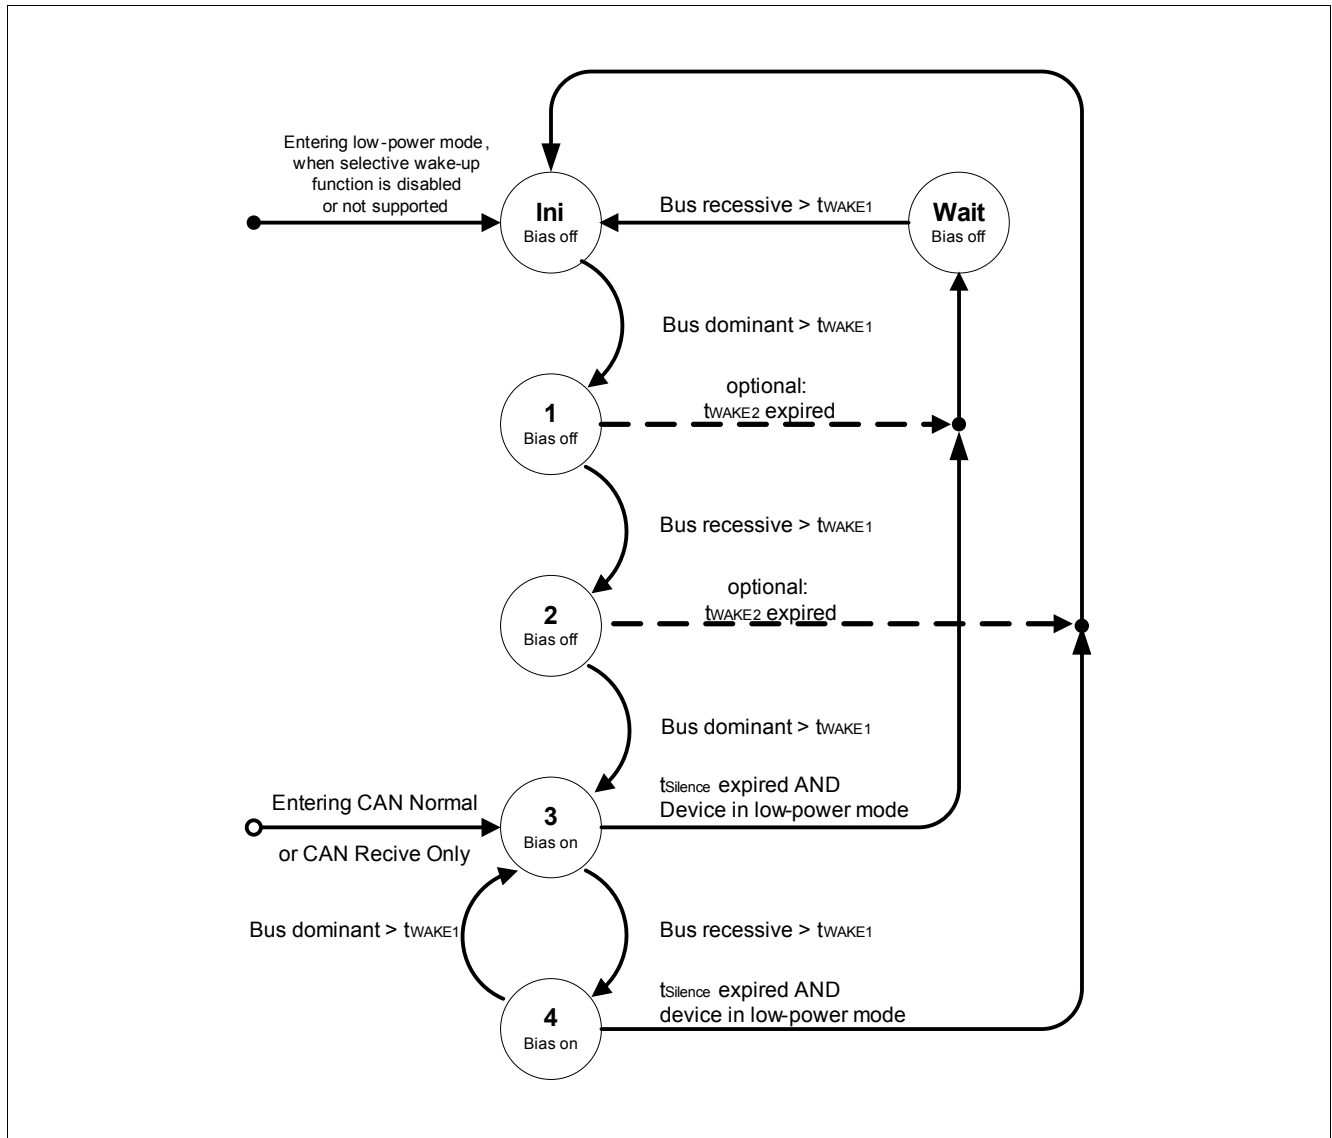 Entering low-power mode,
when selective wake-up
function is disabled
or not supported
Ini
Bias off
Bus recessive > tWAKE1
Wait
Bias off
Bus dominant > tWAKE1
optional:
tWAKE2 expired
1
Bias off
Bus recessive > tWAKE1
optional:
tWAKE2 expired
2
Bias off
Bus dominant > tWAKE1
tSilence expired AND
Device in low-power mode
Entering CAN Normal
or CAN Recive Only
3
Bias on
Bus dominant > tWAKE1
Bus recessive > tWAKE1
tSilence expired AND
device in low-power mode
4
Bias on